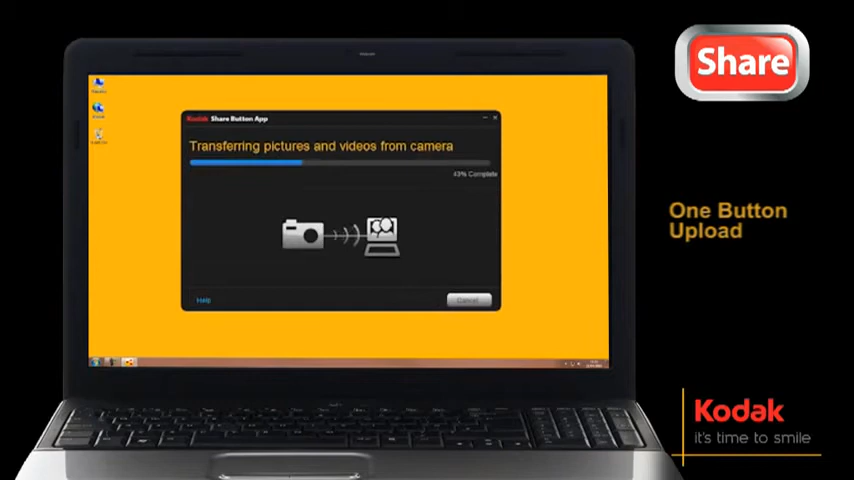 Share
Kodak Share Button App
Transferring pictures and videos from camera
43% Complete
One Button
Upload
Help
Cancel
Kodak
it's time to smile